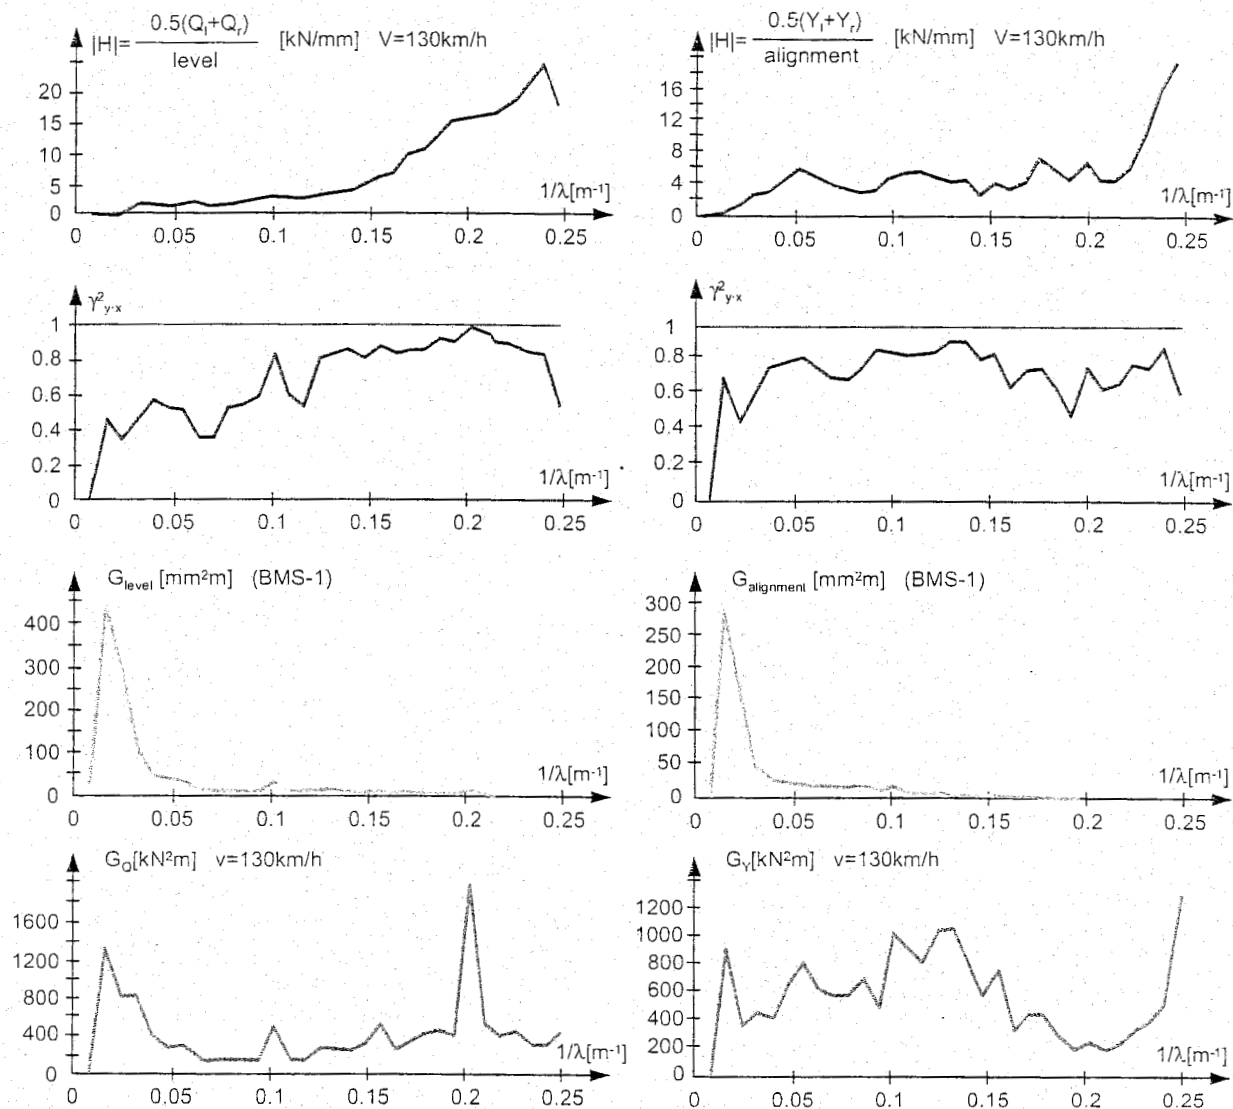 |H|= 0.5(Qₗ+Qᵣ) / level [kN/mm] V=130km/h
20
15
10
5
0
1/λ[m⁻¹]
0 0.05 0.1 0.15 0.2 0.25
|H|= 0.5(Yₗ+Yᵣ) / alignment [kN/mm] V=130km/h
16
12
8
4
0
1/λ[m⁻¹]
0 0.05 0.1 0.15 0.2 0.25
γ²y·x
1
0.8
0.6
0.4
0.2
0
1/λ[m⁻¹]
0 0.05 0.1 0.15 0.2 0.25
γ²y·x
1
0.8
0.6
0.4
0.2
0
1/λ[m⁻¹]
0 0.05 0.1 0.15 0.2 0.25
Glevel [mm²m] (BMS-1)
400
300
200
100
0
1/λ[m⁻¹]
0 0.05 0.1 0.15 0.2 0.25
Galignment [mm²m] (BMS-1)
300
250
200
150
100
50
0
1/λ[m⁻¹]
0 0.05 0.1 0.15 0.2 0.25
GQ[kN²m] v=130km/h
1600
1200
800
400
0
1/λ[m⁻¹]
0 0.05 0.1 0.15 0.2 0.25
GY[kN²m] v=130km/h
1200
1000
800
600
400
200
0
1/λ[m⁻¹]
0 0.05 0.1 0.15 0.2 0.25